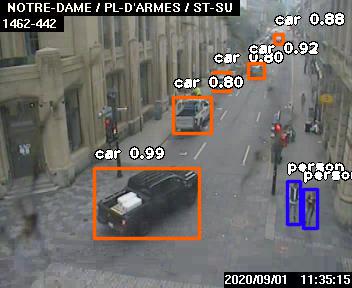 NOTRE-DAME / PL-D'ARMES / ST-SU
1462-442
car 0.88
car 0.92
car 0.80
car 0.80
car 0.99
person
person
2020/09/01 11:35:15